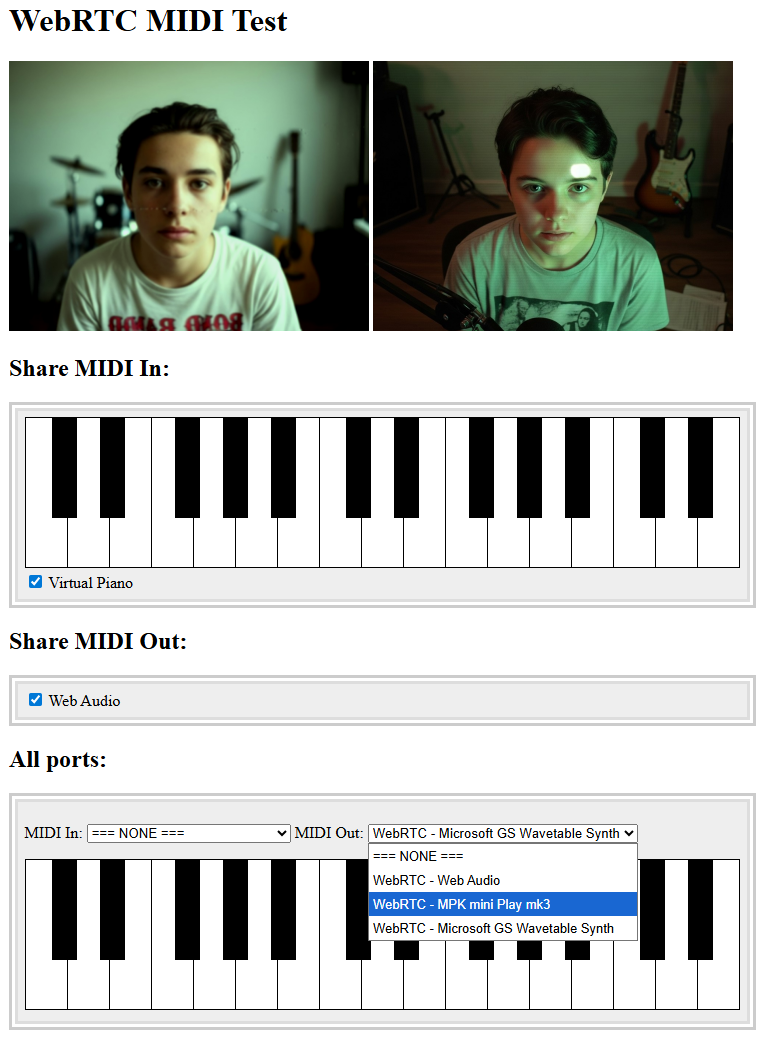 WebRTC MIDI Test
Share MIDI In:
Virtual Piano
Share MIDI Out:
Web Audio
All ports:
MIDI In: === NONE === MIDI Out: WebRTC - Microsoft GS Wavetable Synth
=== NONE ===
WebRTC - Web Audio
WebRTC - MPK mini Play mk3
WebRTC - Microsoft GS Wavetable Synth